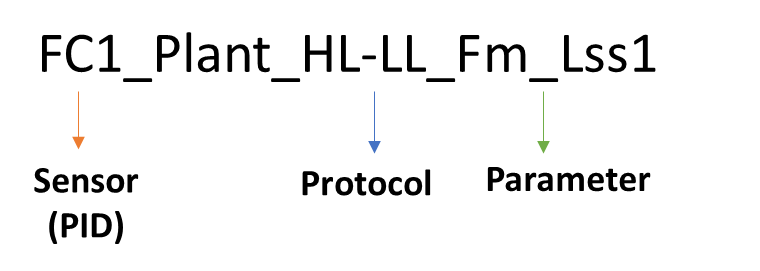 FC1_Plant_HL-LL_Fm_Lss1
Sensor
(PID)
Protocol
Parameter